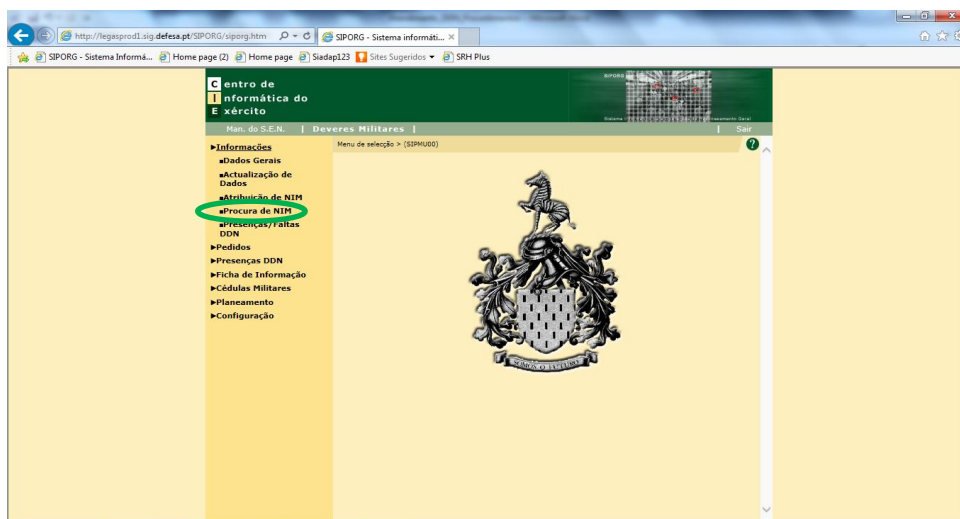 http://legasprod1.sig.defesa.pt/SIPORG/siporg.htm
SIPORG - Sistema informáti...
SIPORG - Sistema Informá...
Home page (2)
Home page
Siadap123
Sites Sugeridos
SRH Plus
Centro de
Informática do
Exército
SIPORG
Man. do S.E.N. | Deveres Militares |
| Sair
Menu de selecção > (SIPMU00)
?
Informações
Dados Gerais
Actualização de
Dados
Atribuição de NIM
Procura de NIM
Presenças/Faltas
DDN
Pedidos
Presenças DDN
Ficha de Informação
Cédulas Militares
Planeamento
Configuração